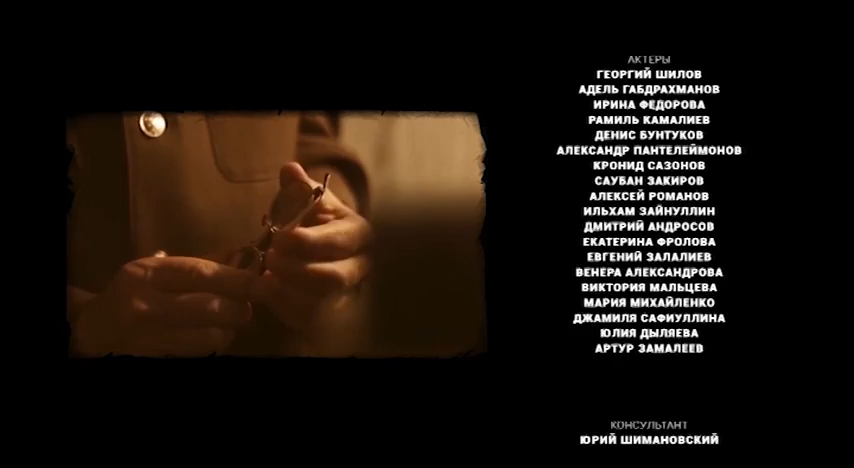 АКТЕРЫ
ГЕОРГИЙ ШИЛОВ
АДЕЛЬ ГАБДРАХМАНОВ
ИРИНА ФЕДОРОВА
РАМИЛЬ КАМАЛИЕВ
ДЕНИС БУНТУКОВ
АЛЕКСАНДР ПАНТЕЛЕЙМОНОВ
КРОНИД САЗОНОВ
САУБАН ЗАКИРОВ
АЛЕКСЕЙ РОМАНОВ
ИЛЬХАМ ЗАЙНУЛЛИН
ДМИТРИЙ АНДРОСОВ
ЕКАТЕРИНА ФРОЛОВА
ЕВГЕНИЙ ЗАЛАЛИЕВ
ВЕНЕРА АЛЕКСАНДРОВА
ВИКТОРИЯ МАЛЬЦЕВА
МАРИЯ МИХАЙЛЕНКО
ДЖАМИЛЯ САФИУЛЛИНА
ЮЛИЯ ДЫЛЯЕВА
АРТУР ЗАМАЛЕЕВ
КОНСУЛЬТАНТ
ЮРИЙ ШИМАНОВСКИЙ